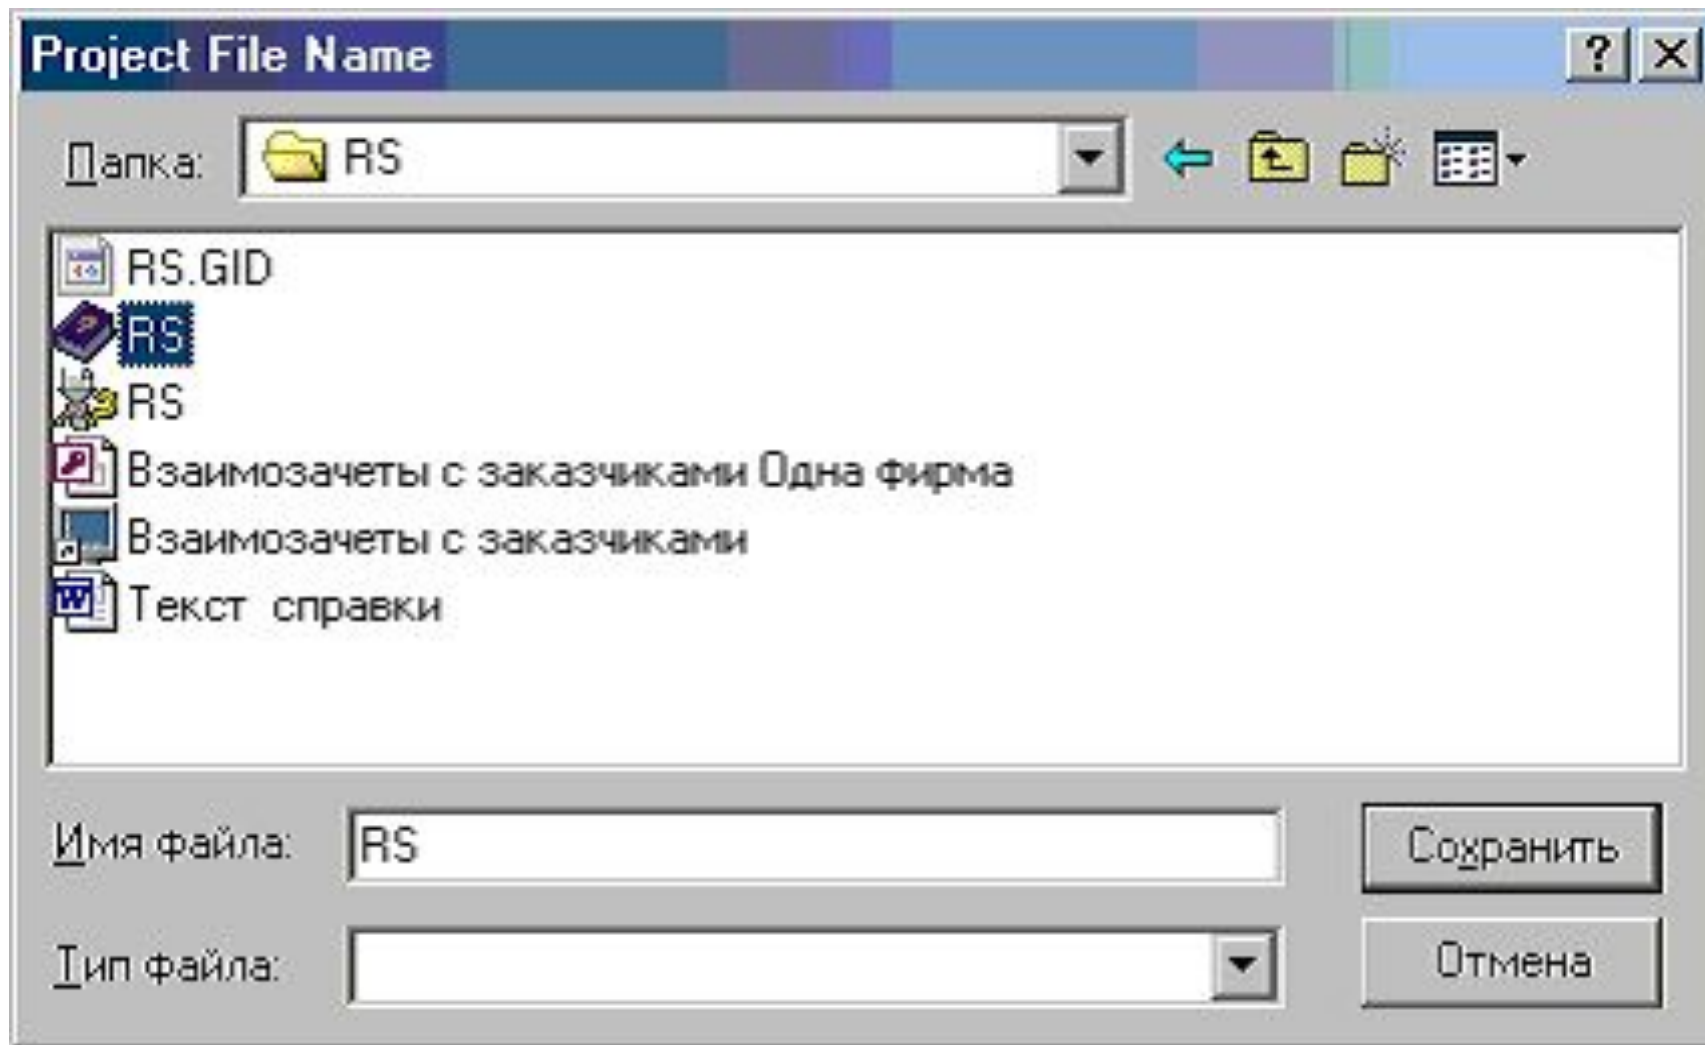 Project File Name
Папка: RS
RS.GID
RS
RS
Взаимозачеты с заказчиками Одна фирма
Взаимозачеты с заказчиками
Текст справки
Имя файла: RS
Сохранить
Тип файла:
Отмена